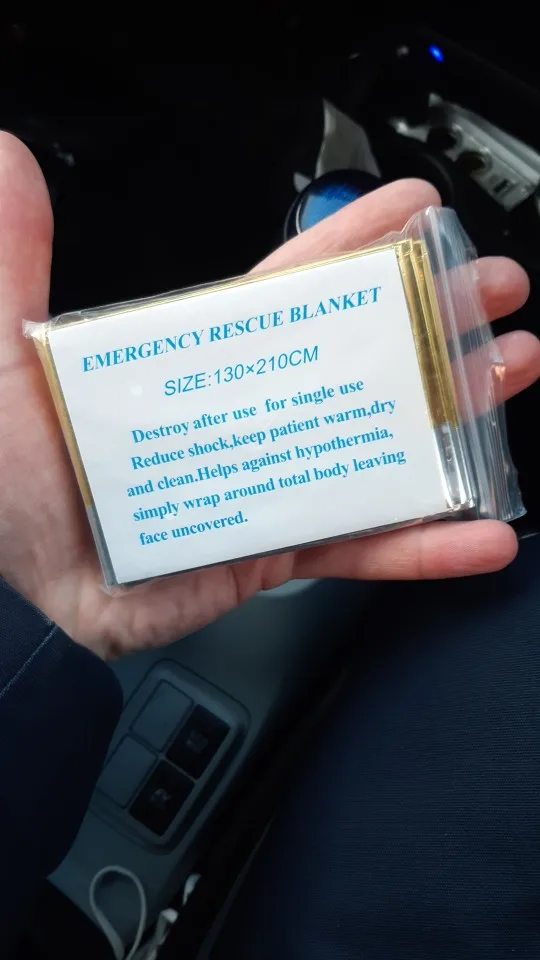 EMERGENCY RESCUE BLANKET
SIZE:130×210CM
Destroy after use for single use
Reduce shock,keep patient warm,dry
and clean.Helps against hypothermia,
simply wrap around total body leaving
face uncovered.